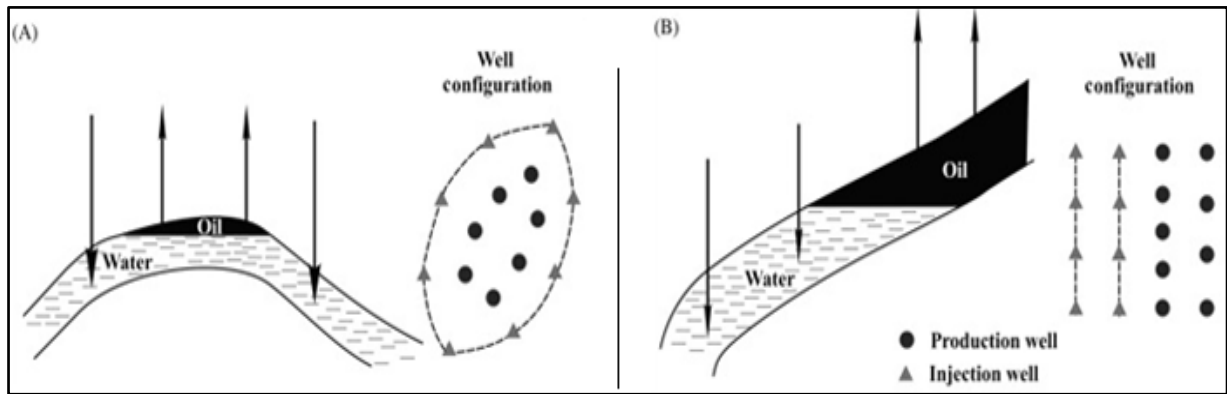 (A)
Well
configuration
Oil
Water
(B)
Well
configuration
Oil
Water
Production well
Injection well